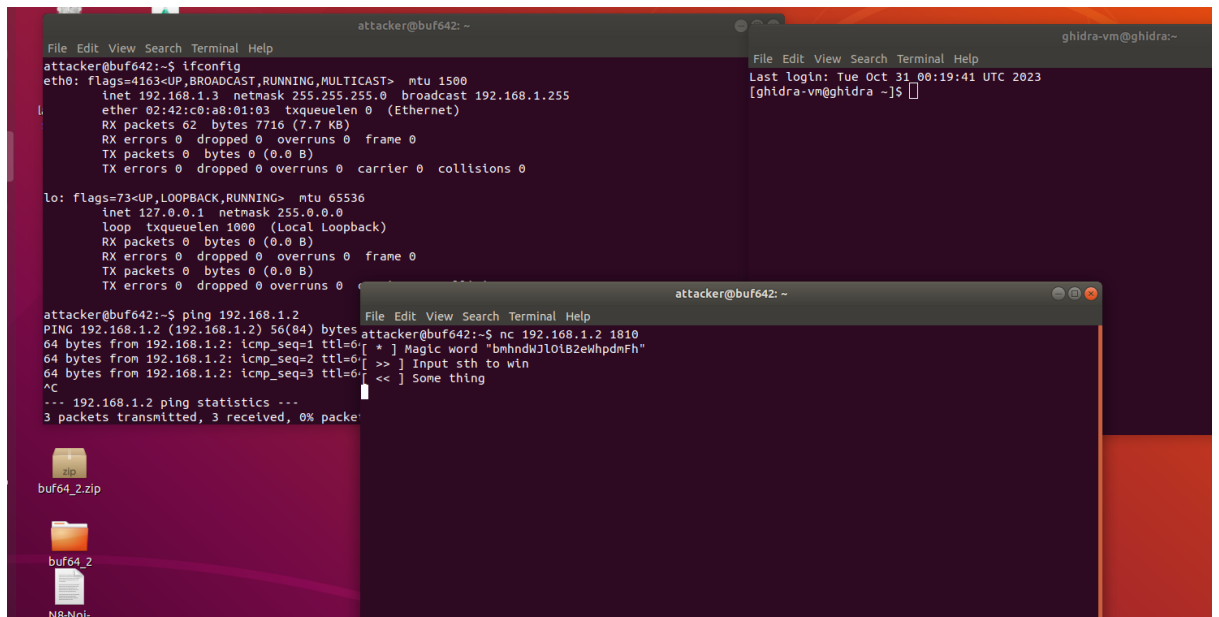 attacker@buf642: ~
File Edit View Search Terminal Help
attacker@buf642:~$ ifconfig
eth0: flags=4163<UP,BROADCAST,RUNNING,MULTICAST>  mtu 1500
        inet 192.168.1.3  netmask 255.255.255.0  broadcast 192.168.1.255
        ether 02:42:c0:a8:01:03  txqueuelen 0  (Ethernet)
        RX packets 62  bytes 7716 (7.7 KB)
        RX errors 0  dropped 0  overruns 0  frame 0
        TX packets 0  bytes 0 (0.0 B)
        TX errors 0  dropped 0 overruns 0  carrier 0  collisions 0
lo: flags=73<UP,LOOPBACK,RUNNING>  mtu 65536
        inet 127.0.0.1  netmask 255.0.0.0
        loop  txqueuelen 1000  (Local Loopback)
        RX packets 0  bytes 0 (0.0 B)
        RX errors 0  dropped 0  overruns 0  frame 0
        TX packets 0  bytes 0 (0.0 B)
        TX errors 0  dropped 0 overruns 0
attacker@buf642:~$ ping 192.168.1.2
PING 192.168.1.2 (192.168.1.2) 56(84) bytes
64 bytes from 192.168.1.2: icmp_seq=1 ttl=6
64 bytes from 192.168.1.2: icmp_seq=2 ttl=6
64 bytes from 192.168.1.2: icmp_seq=3 ttl=6
^C
--- 192.168.1.2 ping statistics ---
3 packets transmitted, 3 received, 0% packe
ghidra-vm@ghidra:~
File Edit View Search Terminal Help
Last login: Tue Oct 31 00:19:41 UTC 2023
[ghidra-vm@ghidra ~]$
attacker@buf642: ~
File Edit View Search Terminal Help
attacker@buf642:~$ nc 192.168.1.2 1810
[ * ] Magic word "bmhndWJlOiB2eWhpdmFh"
[ >> ] Input sth to win
[ << ] Some thing
zip
buf64_2.zip
buf64_2